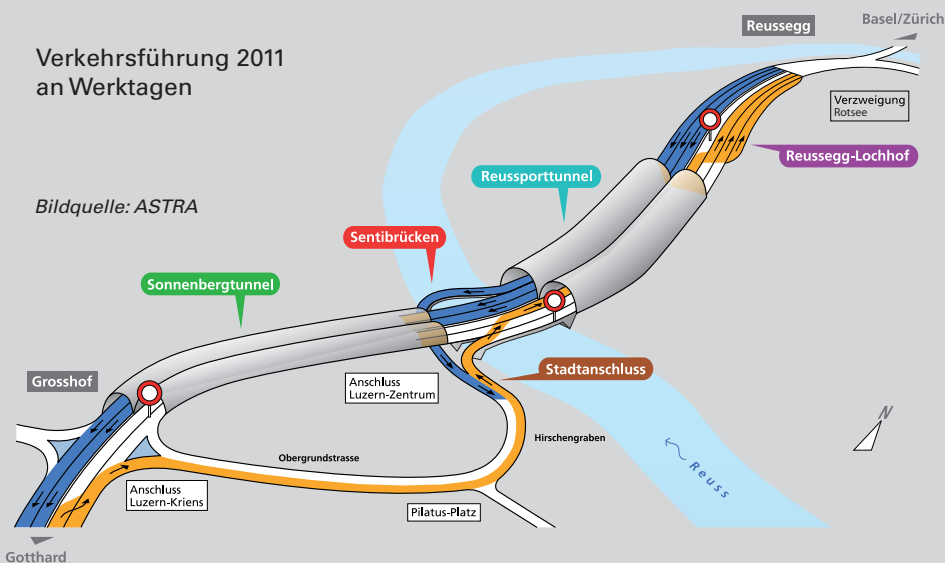 Verkehrsführung 2011
an Werktagen
Bildquelle: ASTRA
Reussegg
Basel/Zürich
Verzweigung
Rotsee
Reussegg-Lochhof
Reussporttunnel
Sentibrücken
Sonnenbergtunnel
Grosshof
Anschluss
Luzern-Zentrum
Stadtanschluss
Hirschengraben
N
Reuss
Obergrundstrasse
Anschluss
Luzern-Kriens
Pilatus-Platz
Gotthard